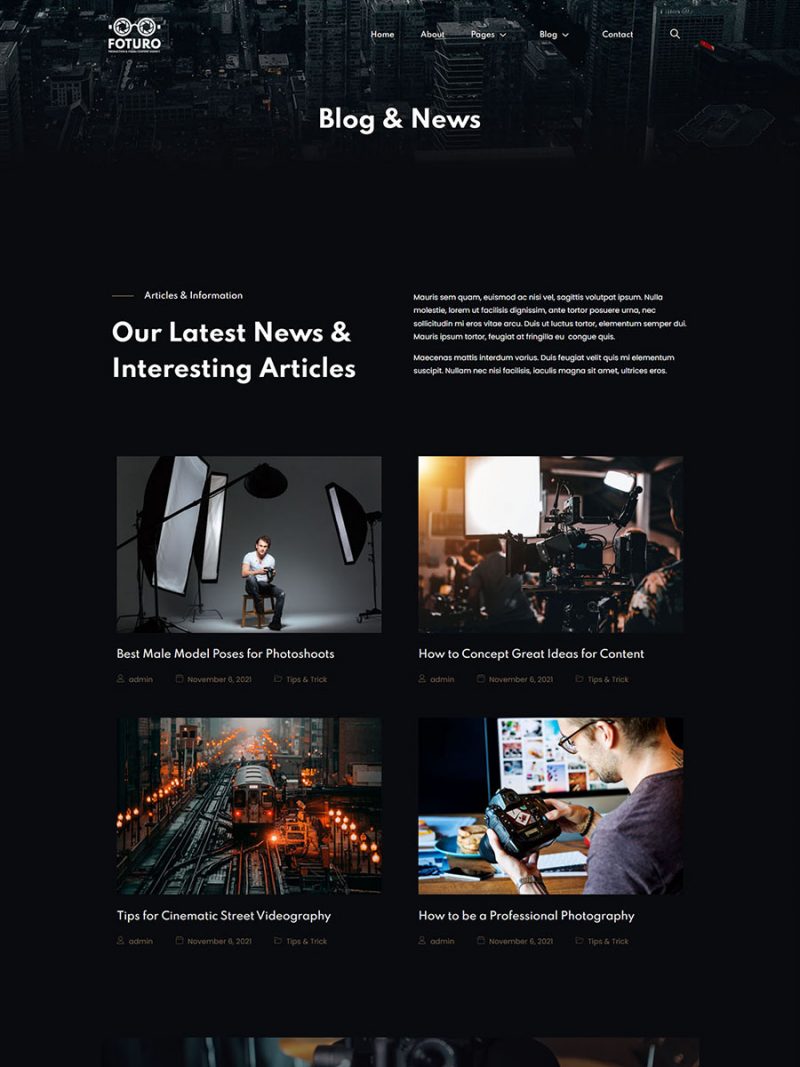 FOTURO
Home About Pages Blog Contact
Blog & News
Articles & Information
Our Latest News &
Interesting Articles
Mauris sem quam, euismod ac nisi vel, sagittis volutpat ipsum. Nulla
molestie, lorem ut facilisis dignissim, ante tortor posuere urna, nec
sollicitudin mi eros vitae arcu. Duis ut luctus tortor, elementum semper dui.
Mauris ipsum tortor, feugiat at fringilla eu congue quis.
Maecenas mattis interdum varius. Duis feugiat velit quis mi elementum
suscipit. Nullam nec nisi facilisis, iaculis magna sit amet, ultrices eros.
Best Male Model Poses for Photoshoots
admin November 6, 2021 Tips & Trick
How to Concept Great Ideas for Content
admin November 6, 2021 Tips & Trick
Tips for Cinematic Street Videography
admin November 6, 2021 Tips & Trick
How to be a Professional Photography
admin November 6, 2021 Tips & Trick